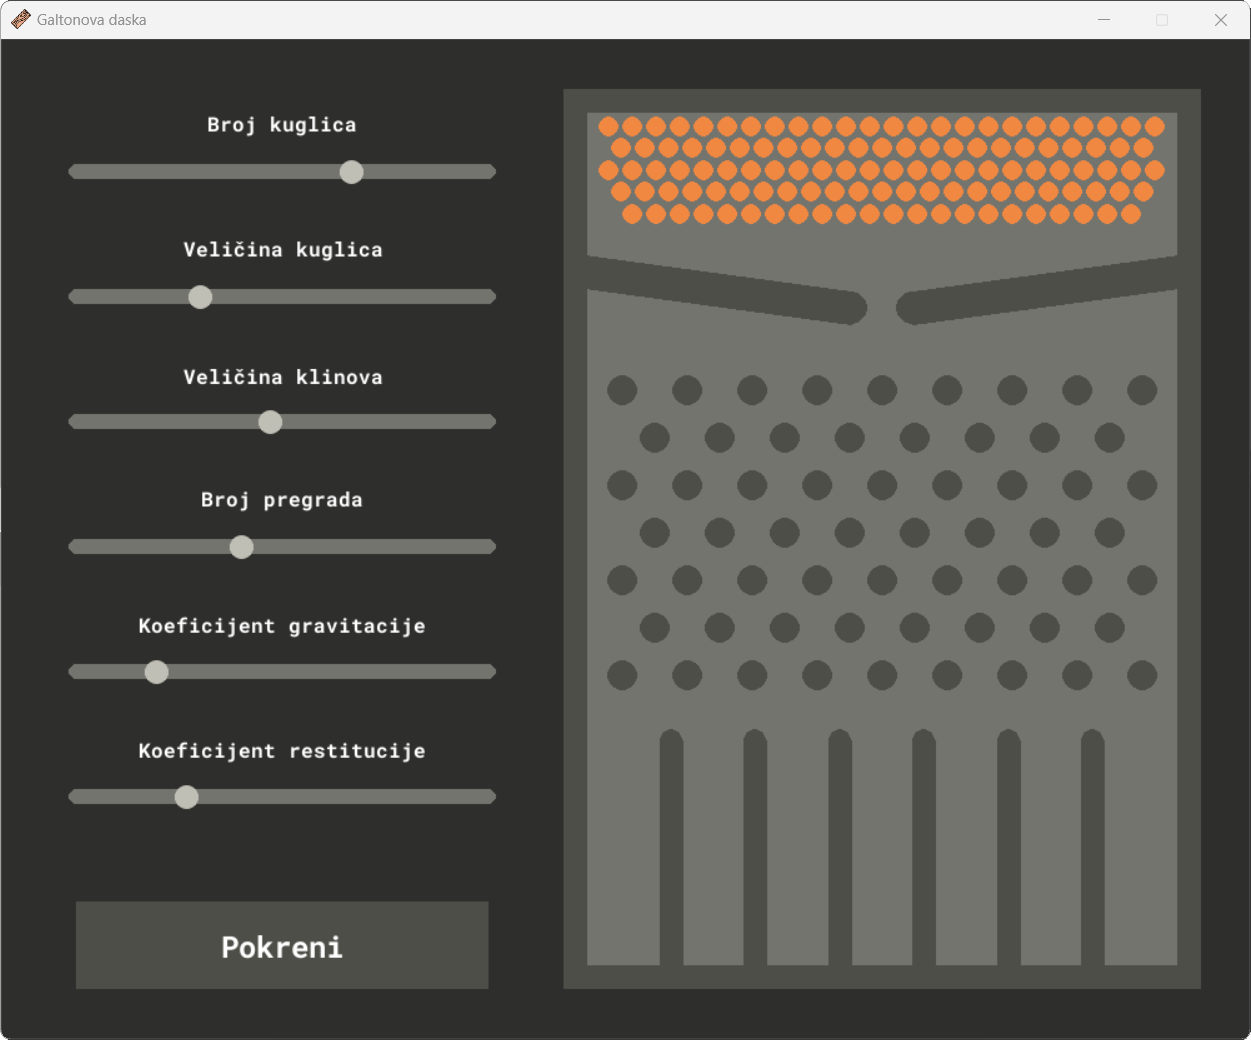 Galtonova daska
Broj kuglica
Veličina kuglica
Veličina klinova
Broj pregrada
Koeficijent gravitacije
Koeficijent restitucije
Pokreni